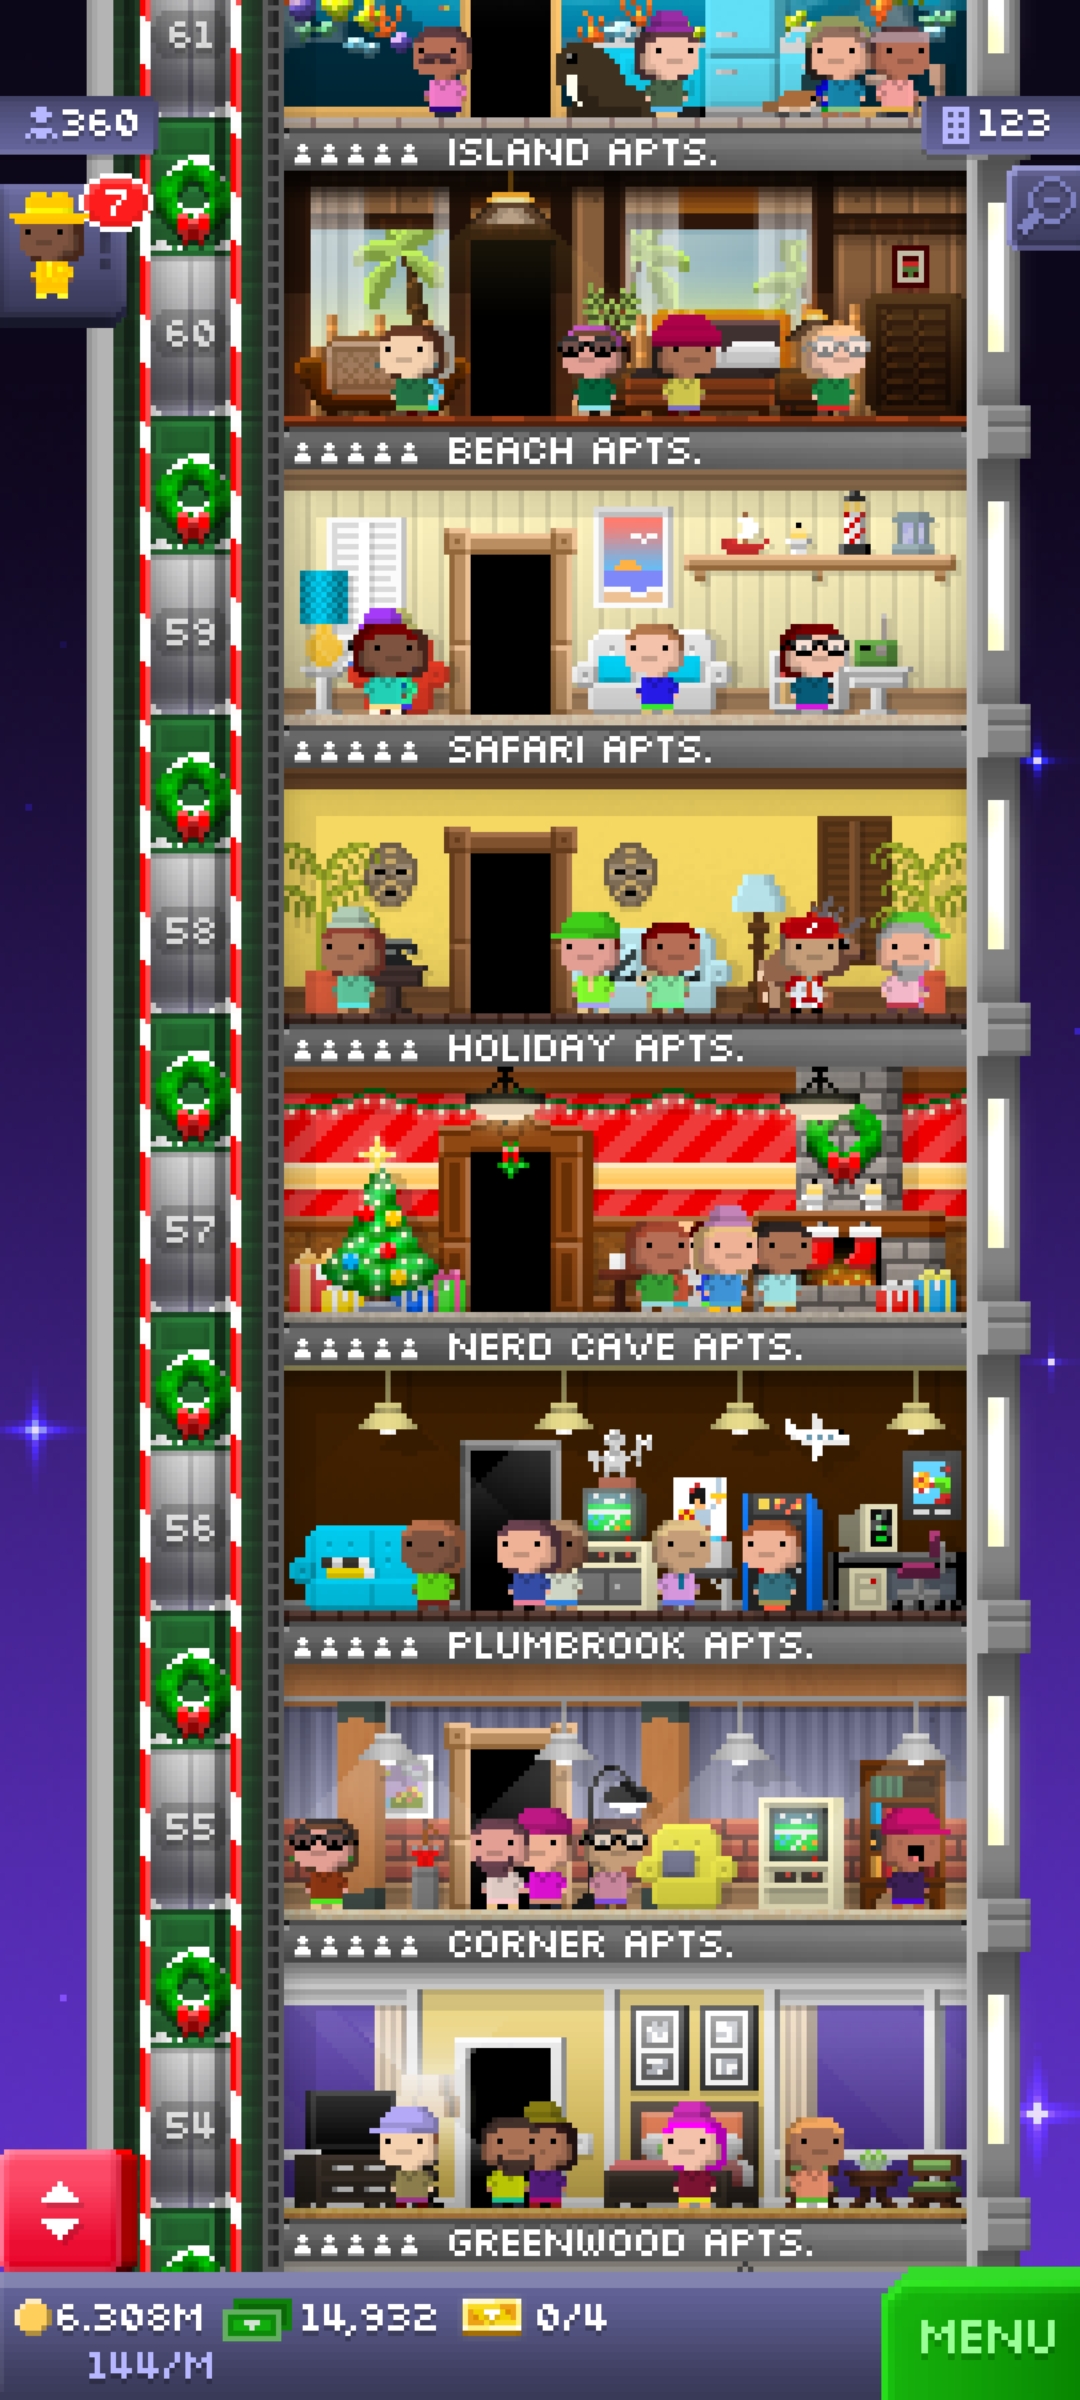 61
360
123
ISLAND APTS.
7
60
BEACH APTS.
59
SAFARI APTS.
58
HOLIDAY APTS.
57
NERD CAVE APTS.
56
PLUMBROOK APTS.
55
CORNER APTS.
54
GREENWOOD APTS.
6.308M 14,932 0/4
144/M
MENU